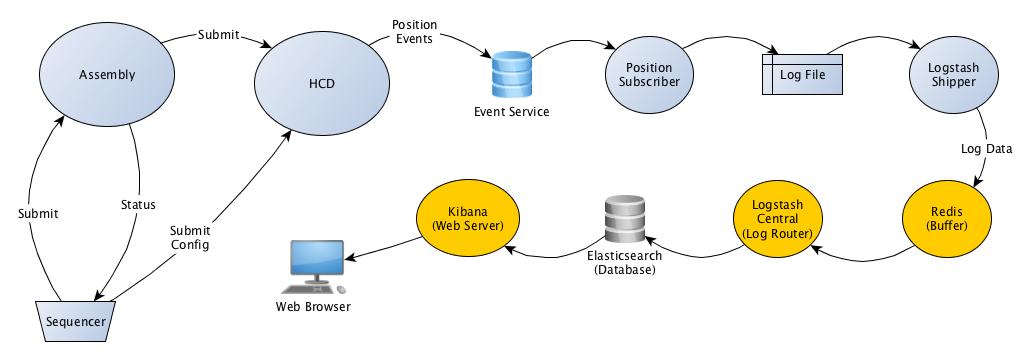 Position
Events
Submit
Assembly
HCD
Event Service
Position
Subscriber
Log File
Logstash
Shipper
Log Data
Submit
Status
Submit
Config
Kibana
(Web Server)
Elasticsearch
(Database)
Logstash
Central
(Log Router)
Redis
(Buffer)
Web Browser
Sequencer